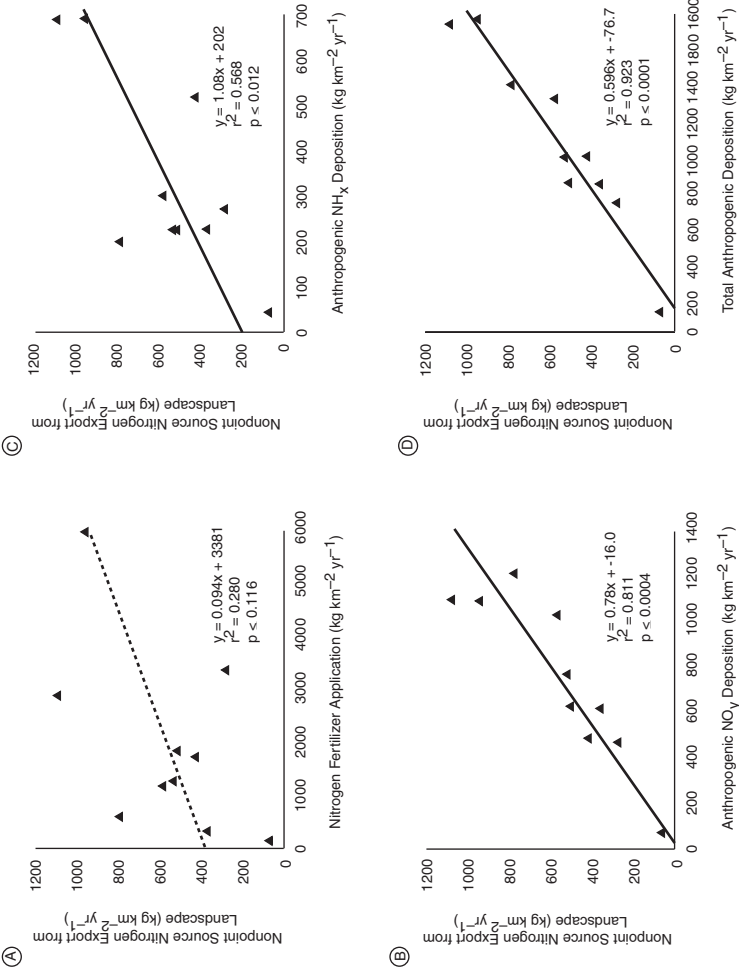 A
Nonpoint Source Nitrogen Export from
Landscape (kg km–2 yr–1)
1200
1000
800
600
400
200
0
y = 0.094x + 3381
r2 = 0.280
p < 0.116
0
1000
2000
3000
4000
5000
6000
Nitrogen Fertilizer Application (kg km–2 yr–1)
C
Nonpoint Source Nitrogen Export from
Landscape (kg km–2 yr–1)
1200
1000
800
600
400
200
0
y = 1.08x + 202
r2 = 0.568
p < 0.012
0
100
200
300
400
500
600
700
Anthropogenic NHx Deposition (kg km–2 yr–1)
B
Nonpoint Source Nitrogen Export from
Landscape (kg km–2 yr–1)
1200
1000
800
600
400
200
0
y = 0.78x + -16.0
r2 = 0.811
p < 0.0004
0
200
400
600
800
1000
1200
1400
Anthropogenic NOy Deposition (kg km–2 yr–1)
D
Nonpoint Source Nitrogen Export from
Landscape (kg km–2 yr–1)
1200
1000
800
600
400
200
0
y = 0.596x + -76.7
r2 = 0.923
p < 0.0001
0
200
400
600
800
1000
1200
1400
1600
1800
1600
Total Anthropogenic Deposition (kg km–2 yr–1)